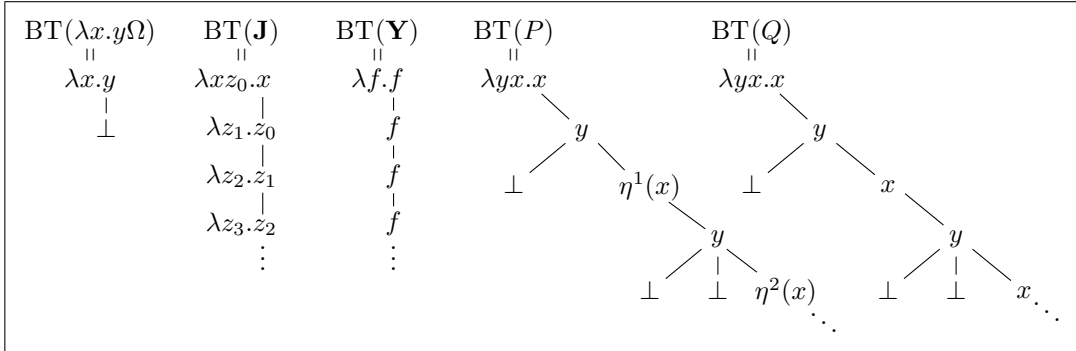 BT(λx.yΩ) BT(𝐉) BT(𝐘) BT(P) BT(Q)
= = = = =
λx.y λxz₀.x λf.f λyx.x λyx.x
⊥ λz₁.z₀ f y y
λz₂.z₁ f ⊥ η¹(x) ⊥ x
λz₃.z₂ f y y
⋮ ⋮ ⊥ ⊥ η²(x) ⊥ ⊥ x
⋱ ⋱